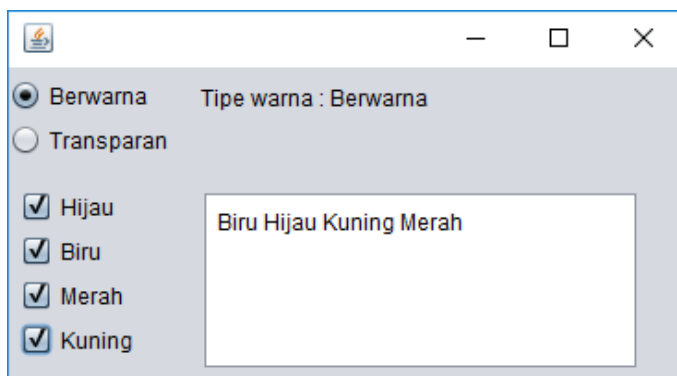 Berwarna
Tipe warna : Berwarna
Transparan
Hijau
Biru
Merah
Kuning
Biru Hijau Kuning Merah